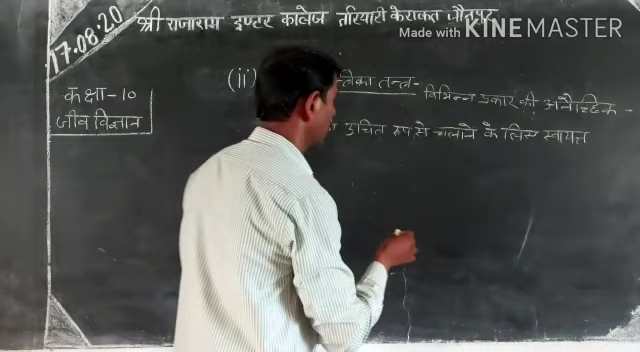 श्री राजाराम इण्टर कालेज तरियारी केराकत जौनपुर
Made with KINEMASTER
17.08.20
कक्षा-10
जीव विज्ञान
(ii) लिका तन्त्र- विभिन्न प्रकार की अनैच्छिक -
उचित रूप से चलाने के लिए स्वायत्त